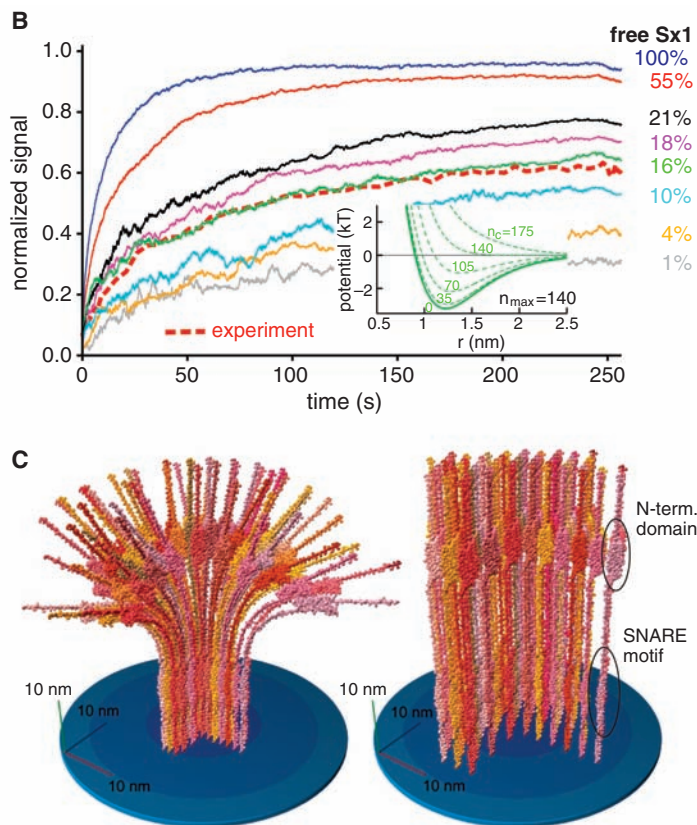 B
free Sx1
100%
55%
21%
18%
16%
10%
4%
1%
normalized signal
1.0
0.8
0.6
0.4
0.2
0.0
0
50
100
150
200
250
time (s)
experiment
potential (kT)
2
0
−2
0.5
1
1.5
2
2.5
r (nm)
nc=175
140
105
70
35
0
nmax=140
C
N-term.
domain
SNARE
motif
10 nm
10 nm
10 nm
10 nm
10 nm
10 nm